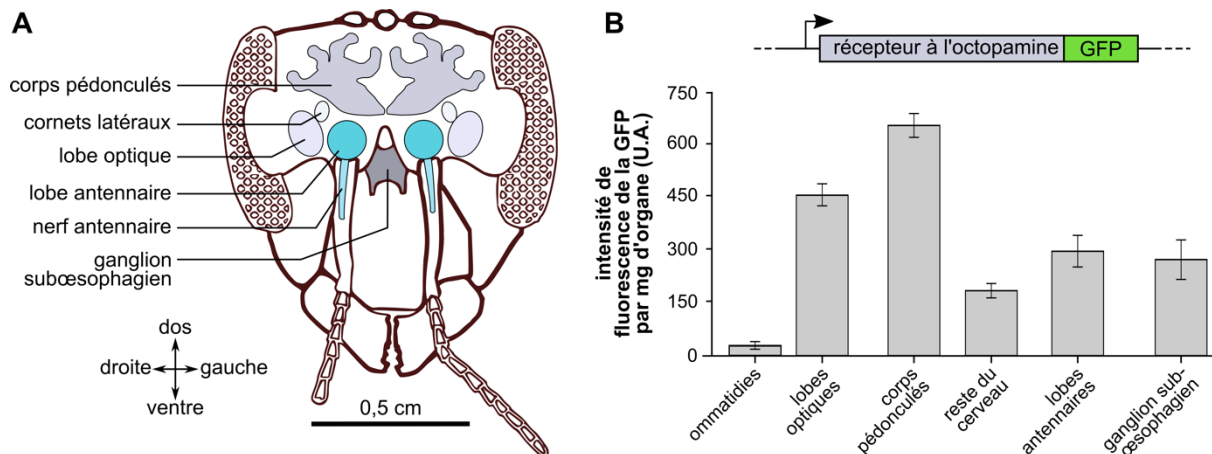 A
corps pédonculés
cornets latéraux
lobe optique
lobe antennaire
nerf antennaire
ganglion
subœsophagien
dos
droite
gauche
ventre
0,5 cm
B
récepteur à l'octopamine
GFP
intensité de
fluorescence de la GFP
par mg d'organe (U.A.)
750
600
450
300
150
0
ommatidies
lobes
optiques
corps
pédonculés
reste du
cerveau
lobes
antennaires
ganglion sub-
œsophagien